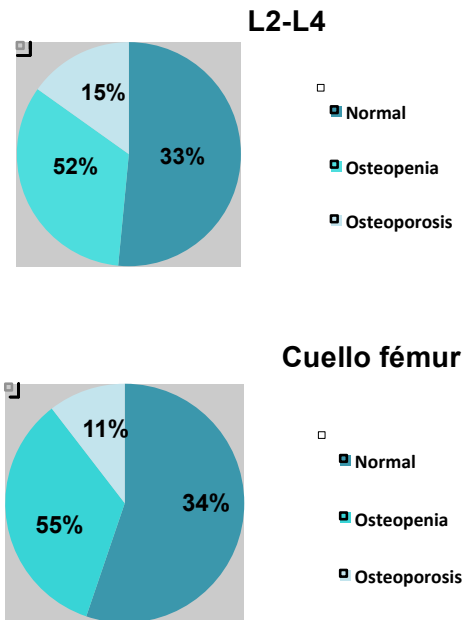 L2-L4
15%
52%
33%
Normal
Osteopenia
Osteoporosis
Cuello fémur
11%
55%
34%
Normal
Osteopenia
Osteoporosis